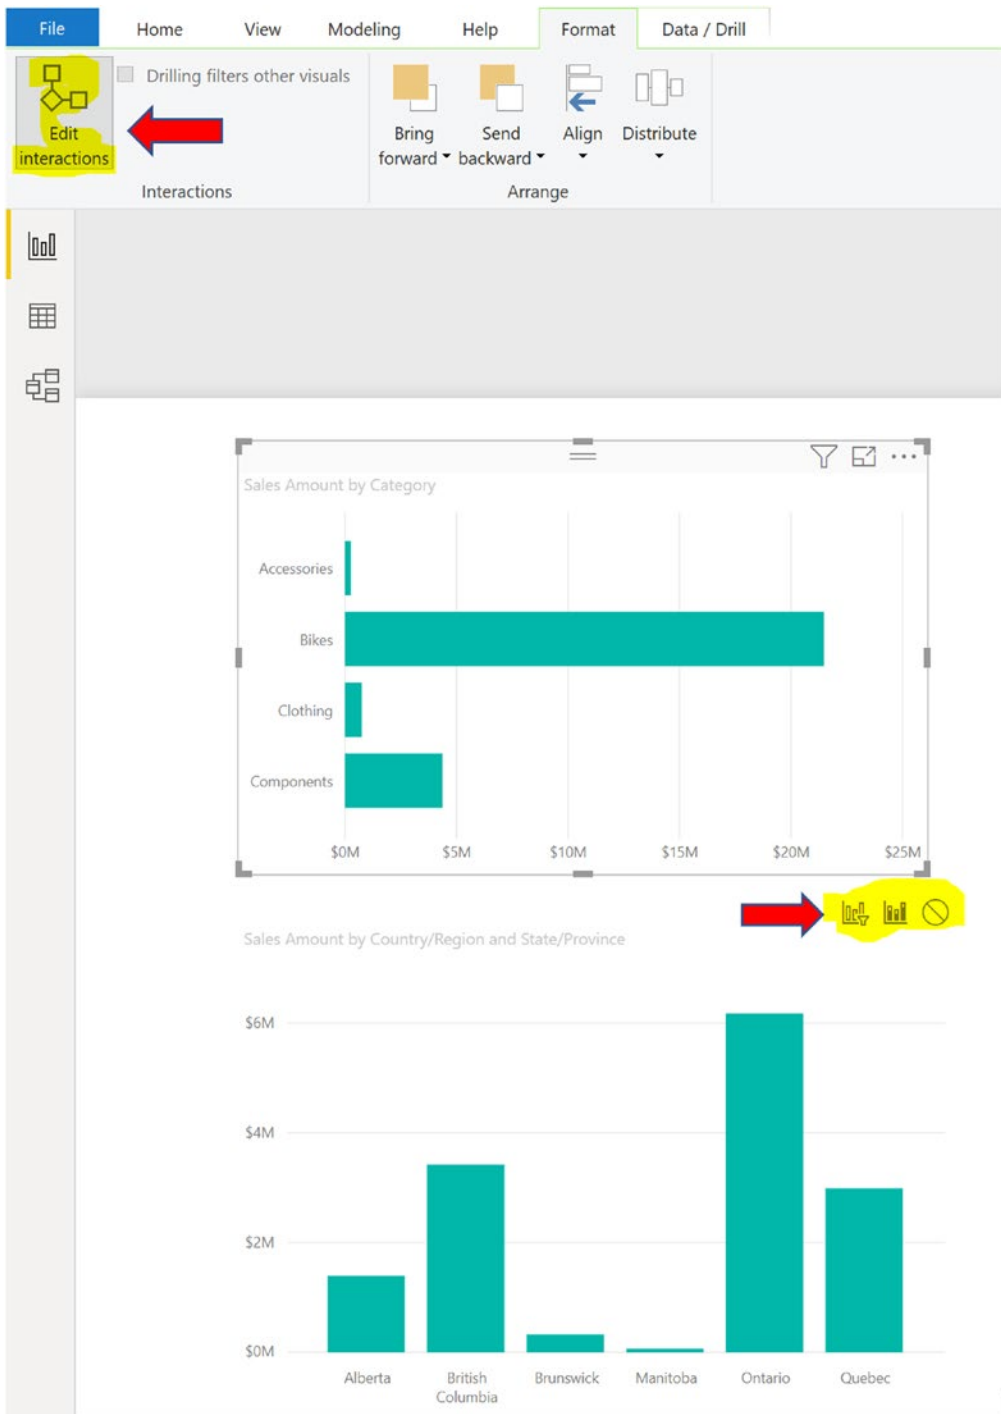 File Home View Modeling Help Format Data / Drill
Drilling filters other visuals
Edit
interactions
Bring
forward
Send
backward
Align
Distribute
Interactions
Arrange
Sales Amount by Category
Accessories
Bikes
Clothing
Components
$0M $5M $10M $15M $20M $25M
Sales Amount by Country/Region and State/Province
$6M
$4M
$2M
$0M
Alberta
British
Columbia
Brunswick
Manitoba
Ontario
Quebec